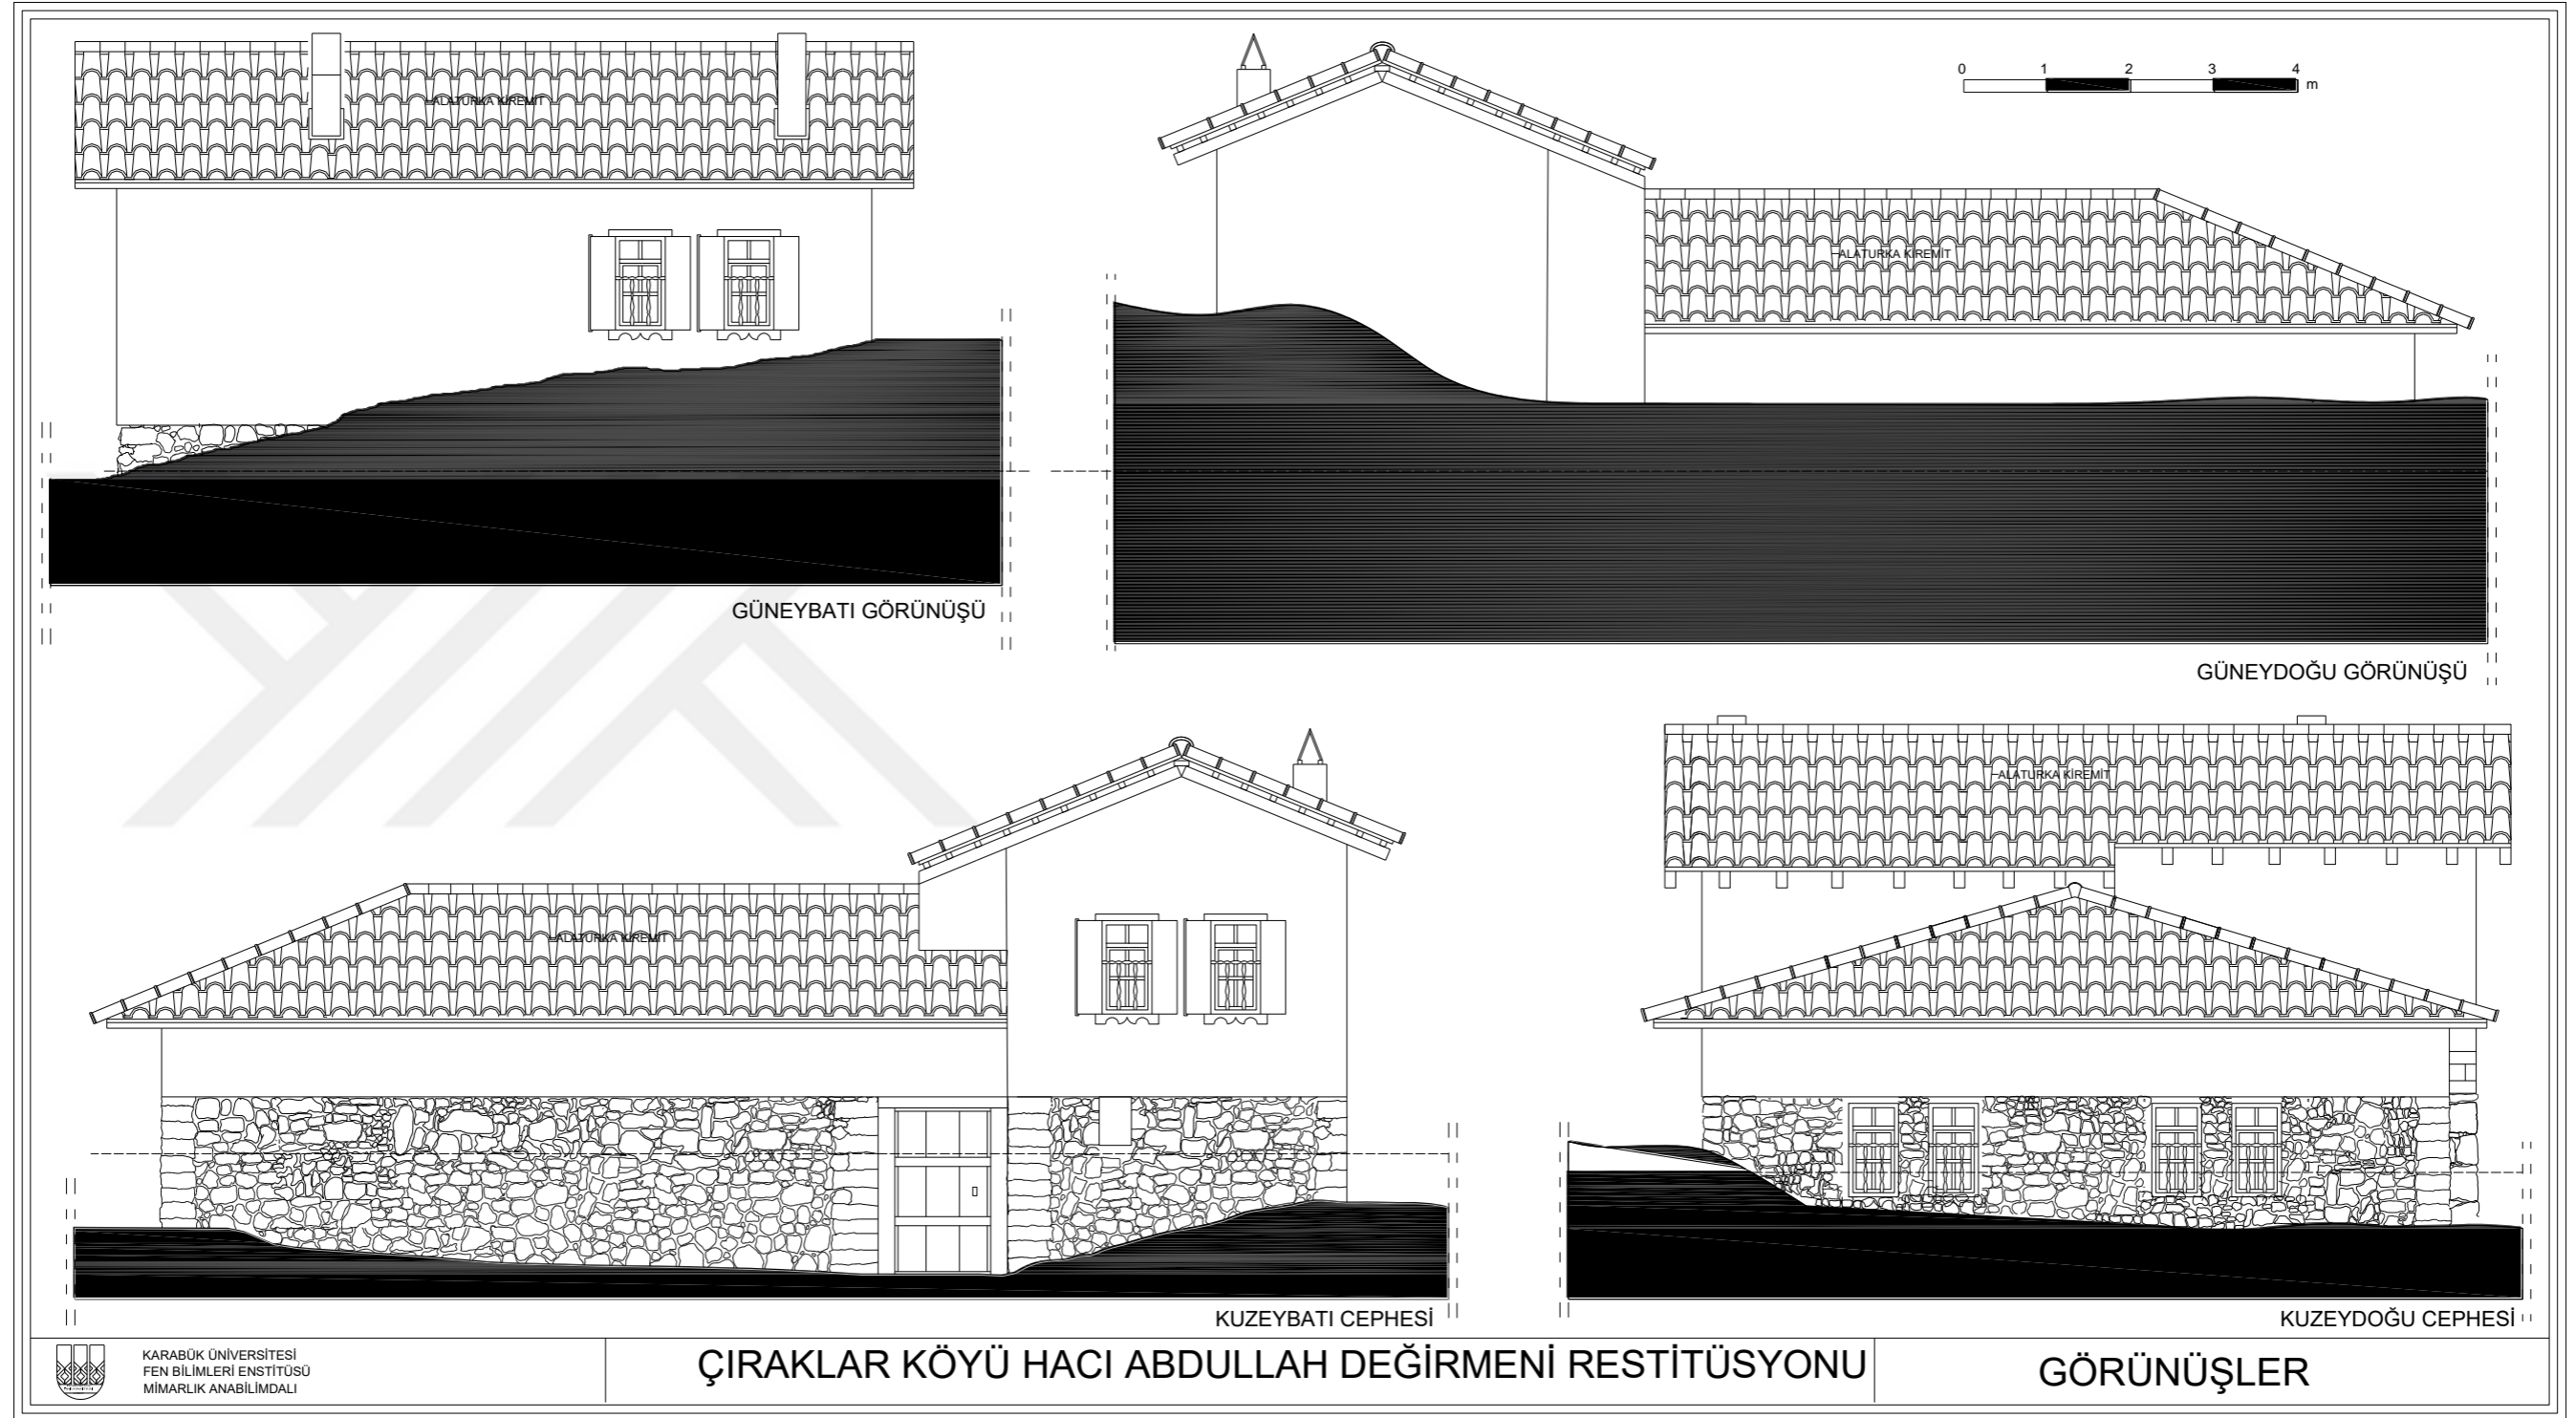 ALATURKA KİREMİT
0 1 2 3 4
m
ALATURKA KİREMİT
GÜNEYBATI GÖRÜNÜŞÜ
GÜNEYDOĞU GÖRÜNÜŞÜ
ALATURKA KİREMİT
ALATURKA KİREMİT
KUZEYBATI CEPHESİ
KUZEYDOĞU CEPHESİ
KARABÜK ÜNİVERSİTESİ
FEN BİLİMLERİ ENSTİTÜSÜ
MİMARLIK ANABİLİMDALI
ÇIRAKLAR KÖYÜ HACI ABDULLAH DEĞİRMENİ RESTİTÜSYONU
GÖRÜNÜŞLER